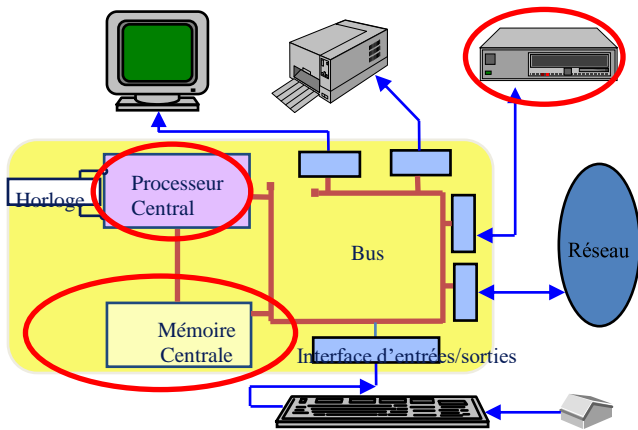 Horloge
Processeur
Central
Bus
Réseau
Mémoire
Centrale
Interface d'entrées/sorties